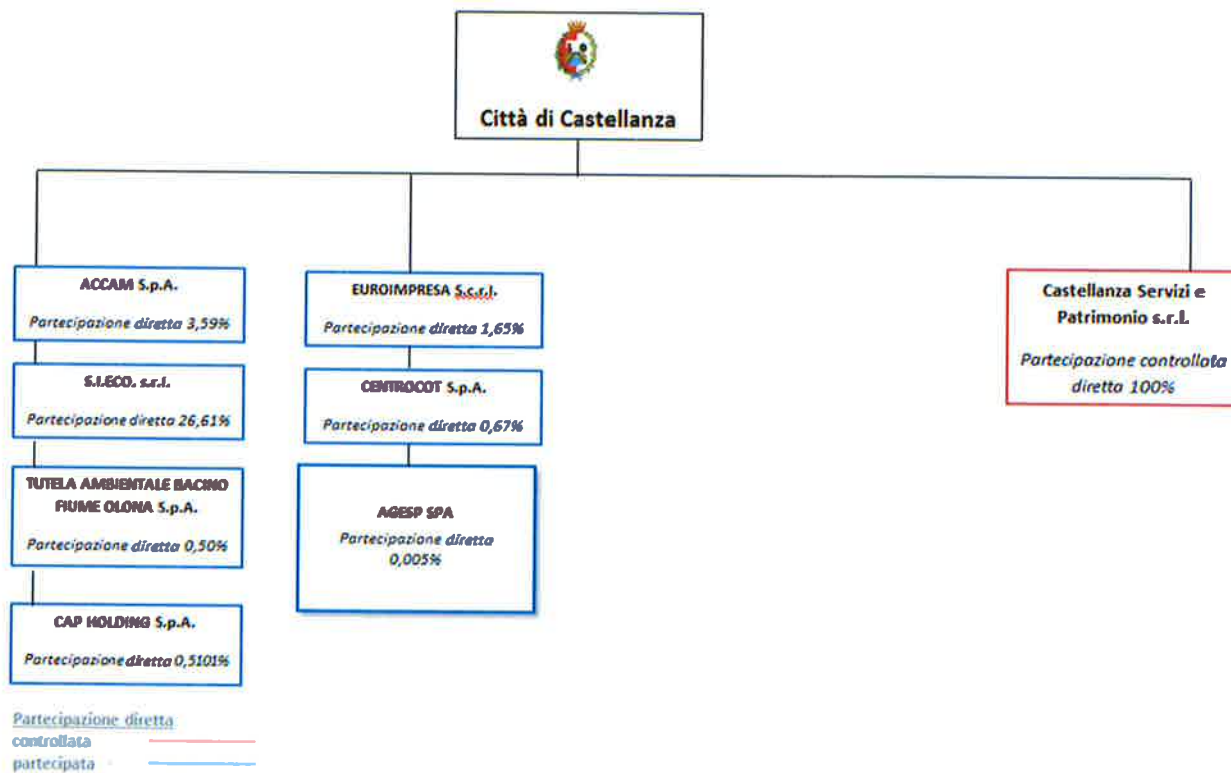 Città di Castellanza
ACCAM S.p.A.
Partecipazione diretta 3,59%
S.I.ECO. s.r.l.
Partecipazione diretta 26,61%
TUTELA AMBIENTALE BACINO
FIUME OLONA S.p.A.
Partecipazione diretta 0,50%
CAP HOLDING S.p.A.
Partecipazione diretta 0,5101%
EUROIMPRESA S.c.r.l.
Partecipazione diretta 1,65%
CENTROCOT S.p.A.
Partecipazione diretta 0,67%
AGESP SPA
Partecipazione diretta
0,005%
Castellanza Servizi e
Patrimonio s.r.l.
Partecipazione controllata
diretta 100%
Partecipazione diretta
controllata
partecipata